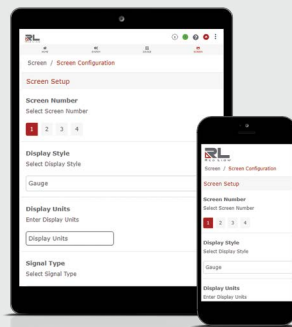 RL
Screen / Screen Configuration
Screen Setup
Screen Number
Select Screen Number
1 2 3 4
Display Style
Select Display Style
Gauge
Display Units
Enter Display Units
Display Units
Signal Type
Select Signal Type
RL
Screen / Screen Configuration
Screen Setup
Screen Number
Select Screen Number
1 2 3 4
Display Style
Select Display Style
Gauge
Display Units
Enter Display Units